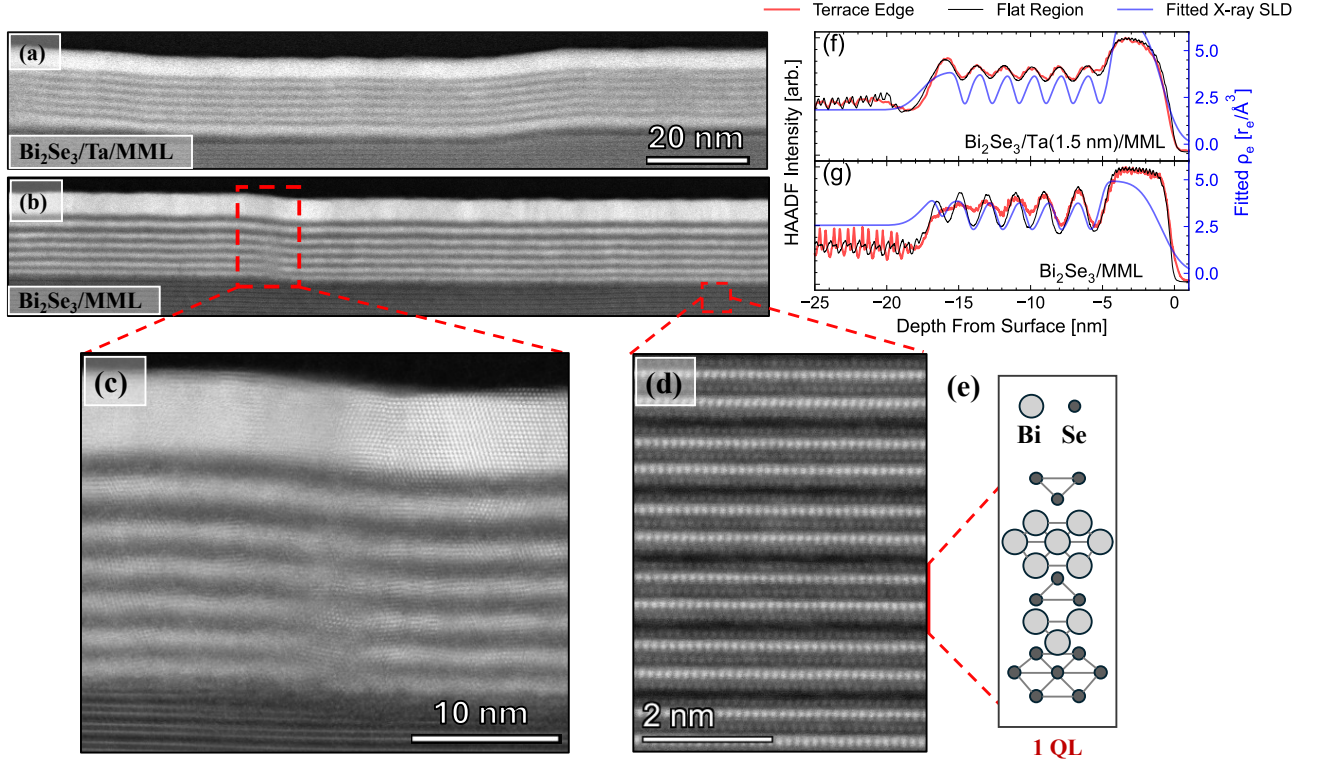 Terrace Edge Flat Region Fitted X-ray SLD
(a)
20 nm
Bi₂Se₃/Ta/MML
(b)
Bi₂Se₃/MML
(f)
5.0
2.5
0.0
Bi₂Se₃/Ta(1.5 nm)/MML
(g)
5.0
2.5
0.0
Bi₂Se₃/MML
HAADF Intensity [arb.]
Fitted ρ_e [r_e/Å³]
−25 −20 −15 −10 −5 0
Depth From Surface [nm]
(c)
10 nm
(d)
2 nm
(e)
Bi Se
1 QL